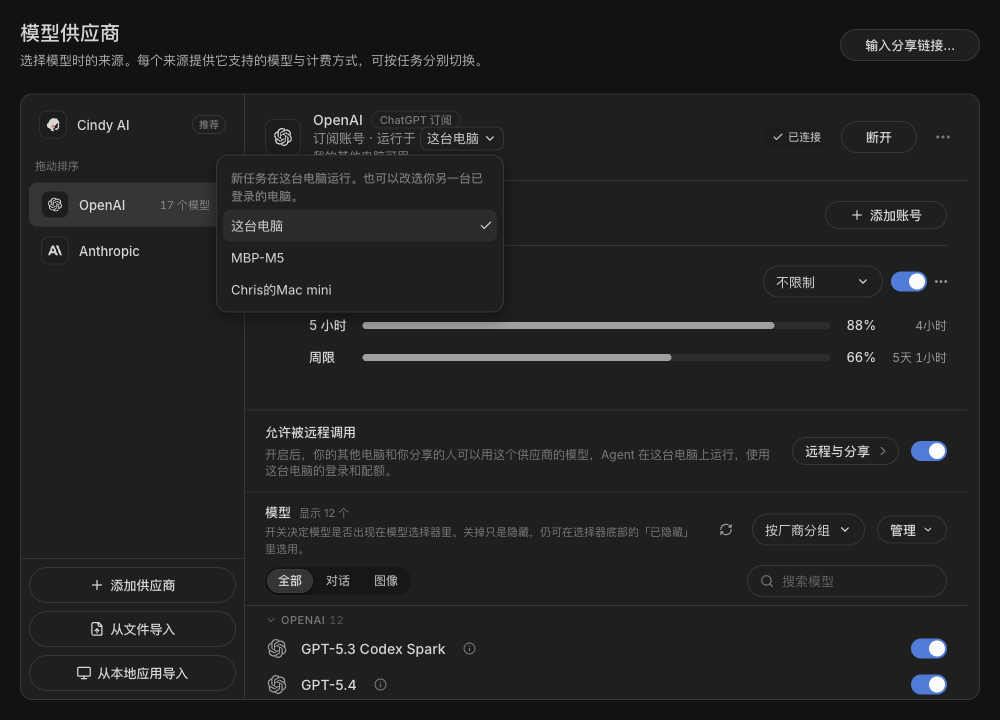 模型供应商
选择模型时的来源。每个来源提供它支持的模型与计费方式，可按任务分别切换。
输入分享链接...
Cindy AI
推荐
拖动排序
OpenAI
17 个模型
Anthropic
添加供应商
从文件导入
从本地应用导入
OpenAI
ChatGPT 订阅
订阅账号 · 运行于
这台电脑
已连接
断开
新任务在这台电脑运行。也可以改选你另一台已
登录的电脑。
这台电脑
MBP-M5
Chris的Mac mini
添加账号
不限制
5 小时
88%
4小时
周限
66%
5天 1小时
允许被远程调用
开启后，你的其他电脑和你分享的人可以用这个供应商的模型，Agent 在这台电脑上运行，使用
这台电脑的登录和配额。
远程与分享
模型
显示 12 个
开关决定模型是否出现在模型选择器里。关掉只是隐藏，仍可在选择器底部的「已隐藏」
里选用。
按厂商分组
管理
全部
对话
图像
搜索模型
OPENAI 12
GPT-5.3 Codex Spark
GPT-5.4